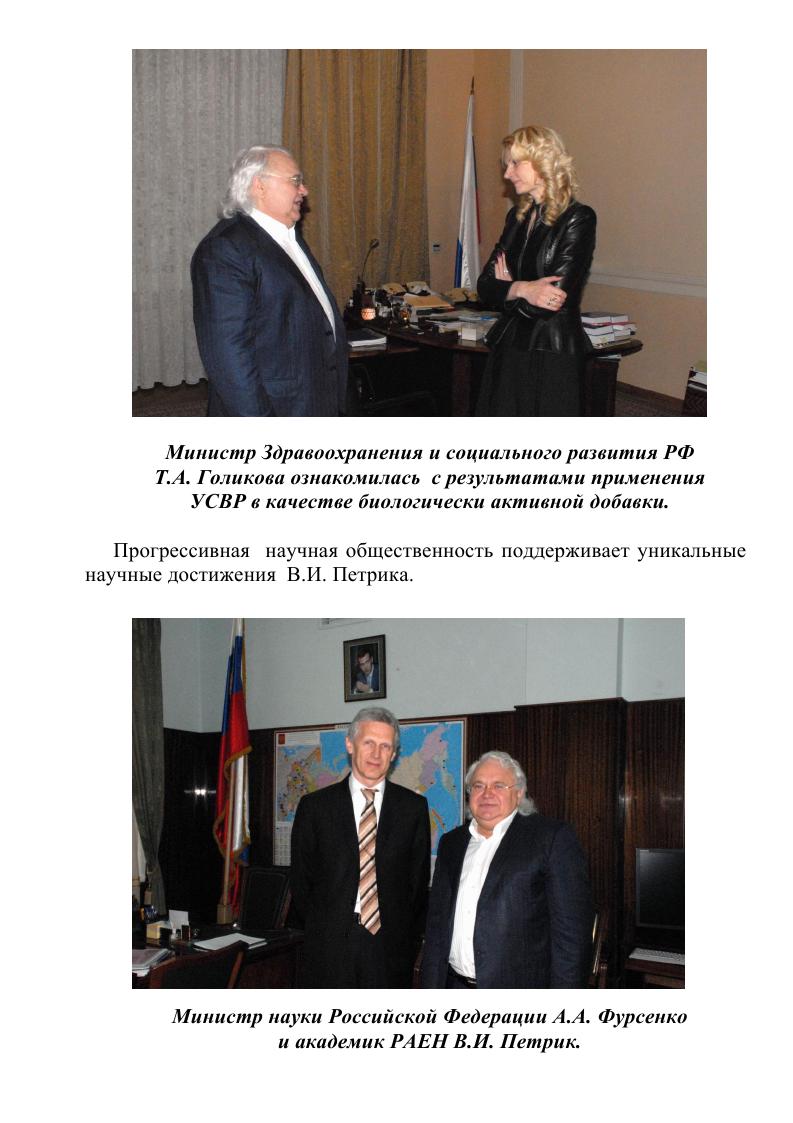 Министр Здравоохранения и социального развития РФ
Т.А. Голикова ознакомилась с результатами применения
УСВР в качестве биологически активной добавки.
Прогрессивная научная общественность поддерживает уникальные
научные достижения В.И. Петрика.
Министр науки Российской Федерации А.А. Фурсенко
и академик РАЕН В.И. Петрик.